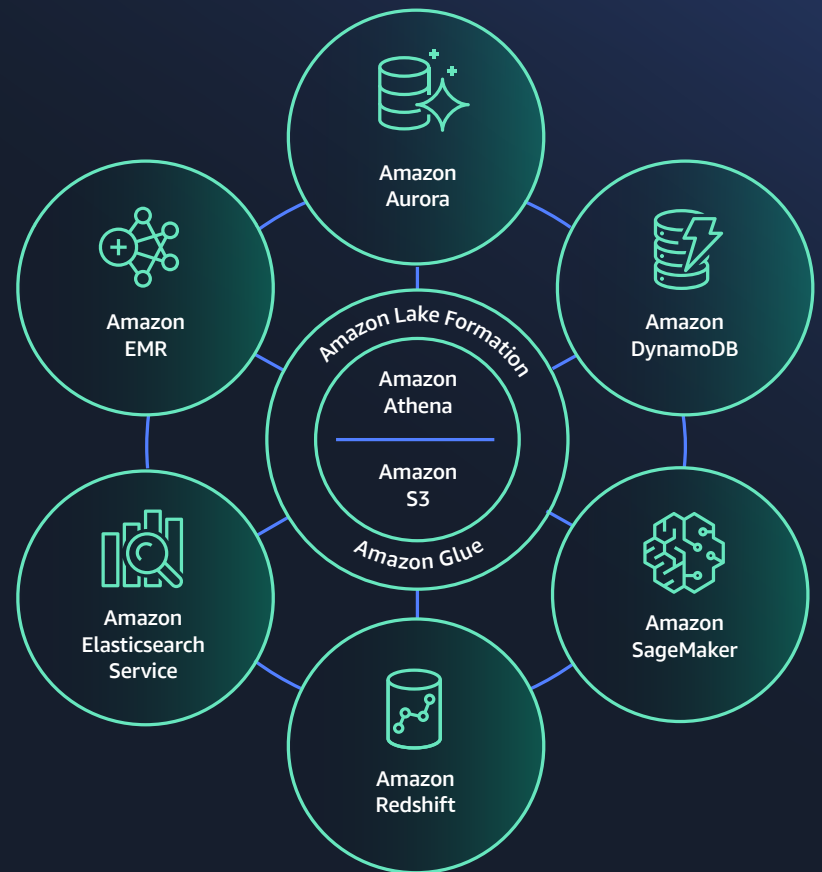 Amazon
Aurora
Amazon
EMR
Amazon
DynamoDB
Amazon Lake Formation
Amazon
Athena
Amazon
S3
Amazon Glue
Amazon
Elasticsearch
Service
Amazon
SageMaker
Amazon
Redshift